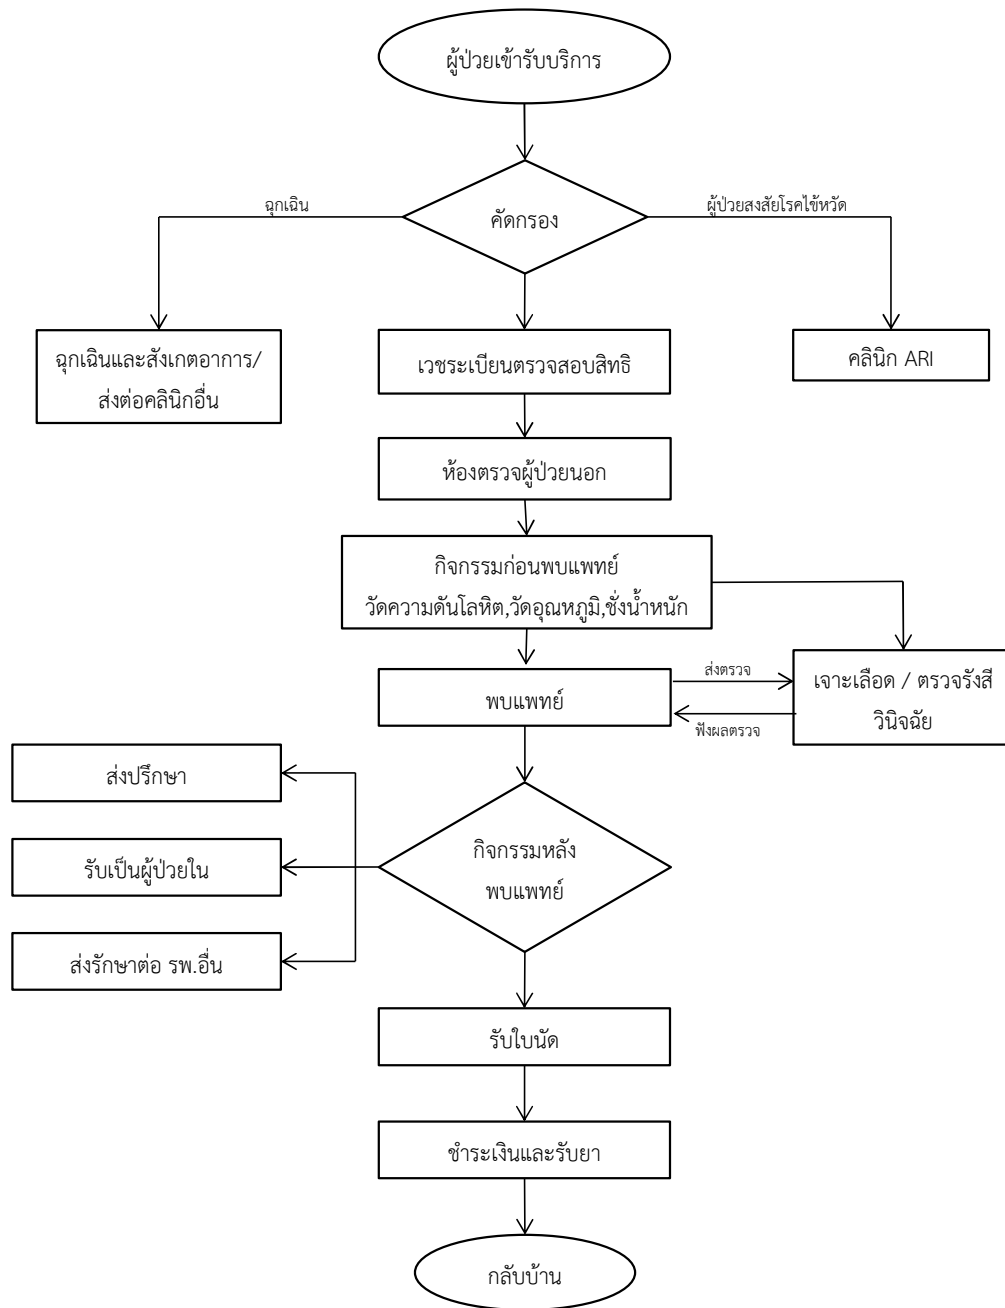 ผู้ป่วยเข้ารับบริการ
ฉุกเฉิน
คัดกรอง
ผู้ป่วยสงสัยโรคไข้หวัด
ฉุกเฉินและสังเกตอาการ/
ส่งต่อคลินิกอื่น
เวชระเบียนตรวจสอบสิทธิ
คลินิก ARI
ห้องตรวจผู้ป่วยนอก
กิจกรรมก่อนพบแพทย์
วัดความดันโลหิต,วัดอุณหภูมิ,ชั่งน้ำหนัก
พบแพทย์
ส่งตรวจ
ฟังผลตรวจ
เจาะเลือด / ตรวจรังสี
วินิจฉัย
ส่งปรึกษา
รับเป็นผู้ป่วยใน
ส่งรักษาต่อ รพ.อื่น
กิจกรรมหลัง
พบแพทย์
รับใบนัด
ชำระเงินและรับยา
กลับบ้าน